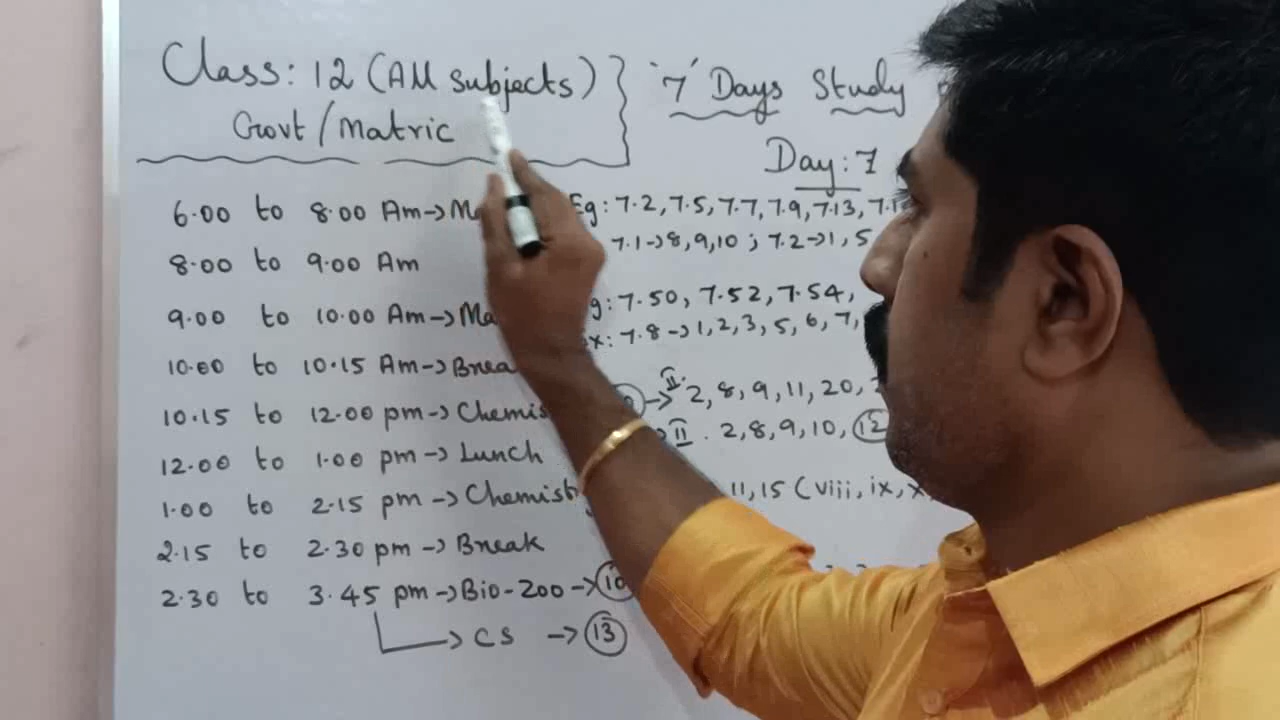 Class: 12 (All subjects) '7' Days Study
Govt/Matric
Day: 7
6.00 to 8.00 Am → Eg: 7.2, 7.5, 7.7, 7.9, 7.13,
7.1 → 8, 9, 10 ; 7.2 → 1, 5
8.00 to 9.00 Am
9.00 to 10.00 Am → 7.50, 7.52, 7.54,
7.8 → 1, 2, 3, 5, 6, 7,
10.00 to 10.15 Am → Brea
10.15 to 12.00 pm → Chemis → II. 2, 8, 9, 11, 20,
II. 2, 8, 9, 10, 12
12.00 to 1.00 pm → Lunch
1.00 to 2.15 pm → Chemist 11, 15 (viii, ix,
2.15 to 2.30 pm → Break
2.30 to 3.45 pm → Bio-Zoo → 10
→ CS → 13